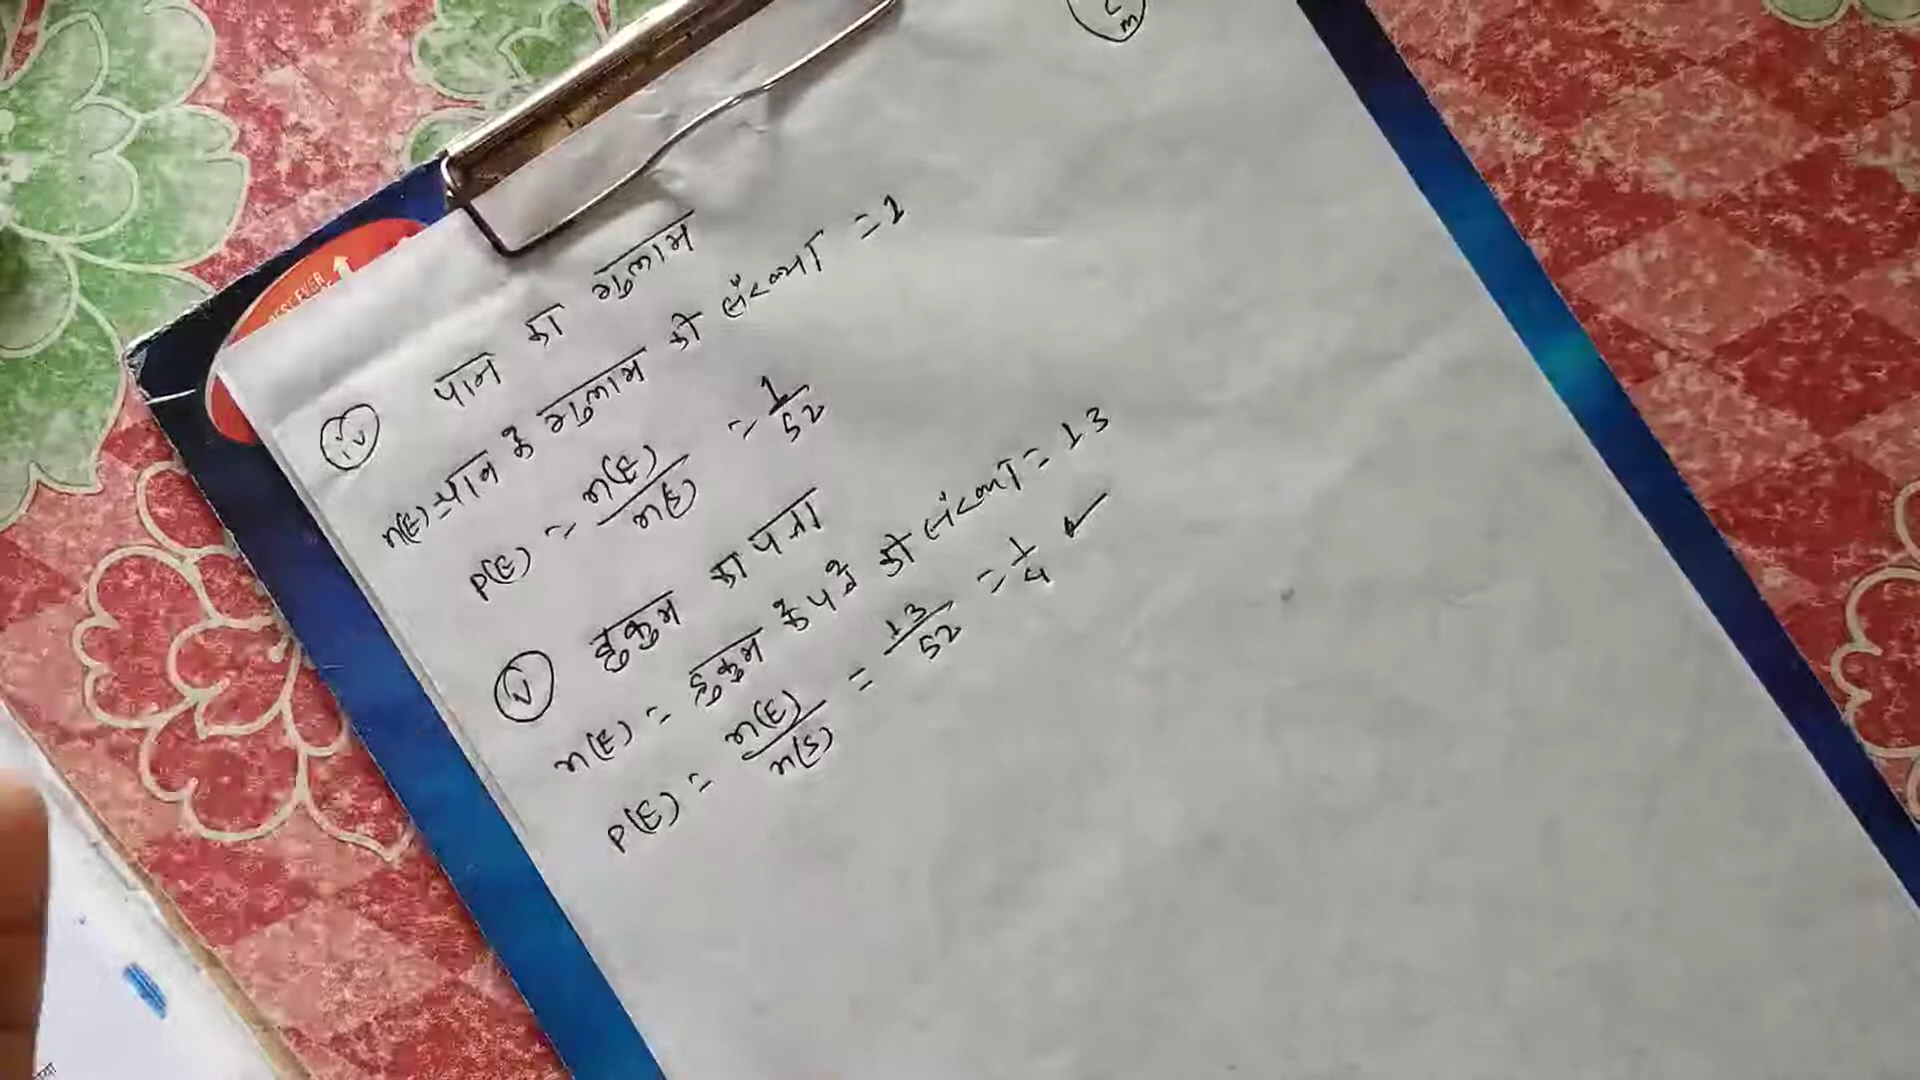 (iv) पान का गुलाम
n(E) = पान के गुलाम की संख्या = 1
P(E) = n(E)/n(S) = 1/52
(v) हुकुम का पत्ता
n(E) = हुकुम के पत्ते की संख्या = 13
P(E) = n(E)/n(S) = 13/52 = 1/4 ✓